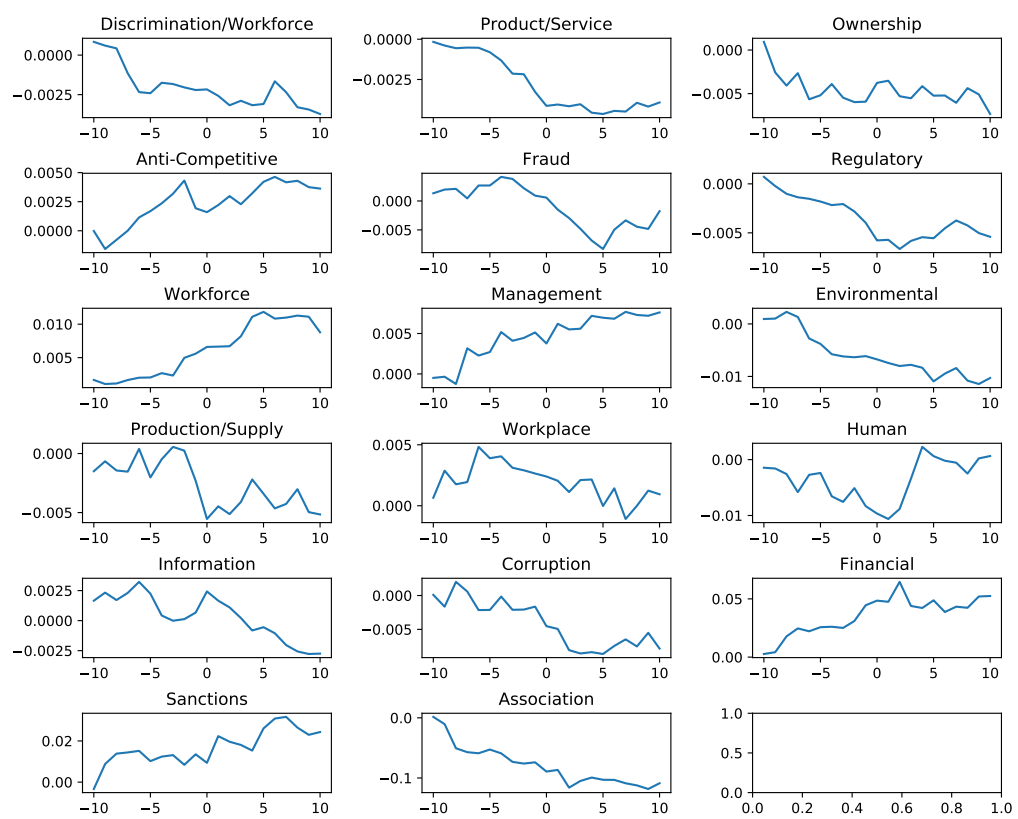 Discrimination/Workforce Product/Service Ownership
0.0000 −0.0025 0.0000 −0.0025 0.000 −0.005
−10 −5 0 5 10 −10 −5 0 5 10 −10 −5 0 5 10
Anti-Competitive Fraud Regulatory
0.0050 0.0025 0.0000 0.000 −0.005 0.000 −0.005
−10 −5 0 5 10 −10 −5 0 5 10 −10 −5 0 5 10
Workforce Management Environmental
0.010 0.005 0.005 0.000 0.00 −0.01
−10 −5 0 5 10 −10 −5 0 5 10 −10 −5 0 5 10
Production/Supply Workplace Human
0.000 −0.005 0.005 0.000 0.00 −0.01
−10 −5 0 5 10 −10 −5 0 5 10 −10 −5 0 5 10
Information Corruption Financial
0.0025 0.0000 −0.0025 0.000 −0.005 0.05 0.00
−10 −5 0 5 10 −10 −5 0 5 10 −10 −5 0 5 10
Sanctions Association
0.02 0.00 0.0 −0.1 1.0 0.5 0.0
−10 −5 0 5 10 −10 −5 0 5 10 0.0 0.2 0.4 0.6 0.8 1.0